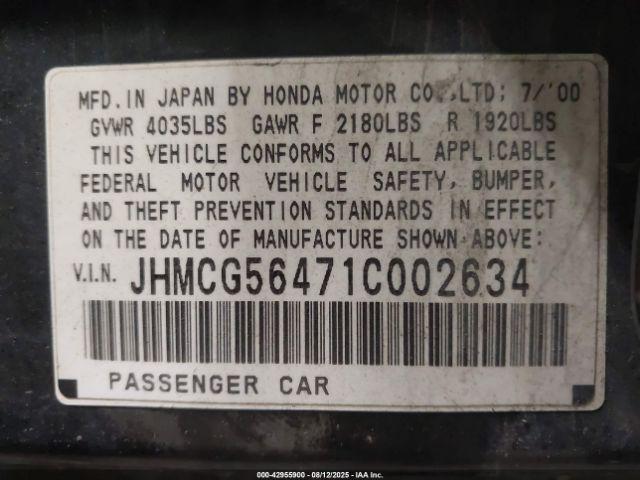 MFD. IN JAPAN BY HONDA MOTOR CO.,LTD; 7/'00
GVWR 4035LBS GAWR F 2180LBS R 1920LBS
THIS VEHICLE CONFORMS TO ALL APPLICABLE
FEDERAL MOTOR VEHICLE SAFETY, BUMPER,
AND THEFT PREVENTION STANDARDS IN EFFECT
ON THE DATE OF MANUFACTURE SHOWN ABOVE:
V.I.N. JHMCG56471C002634
PASSENGER CAR
000-42955900 - 08/12/2025 - IAA Inc.